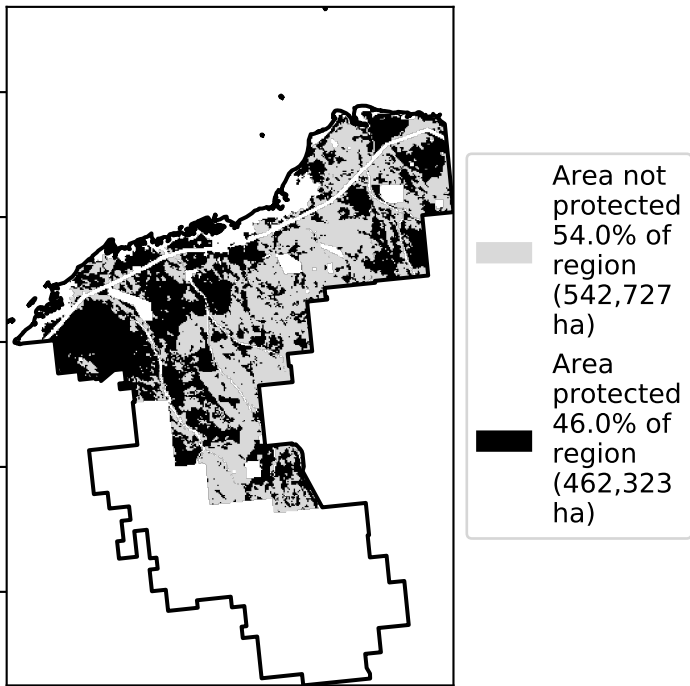 Area not
protected
54.0% of
region
(542,727
ha)
Area
protected
46.0% of
region
(462,323
ha)